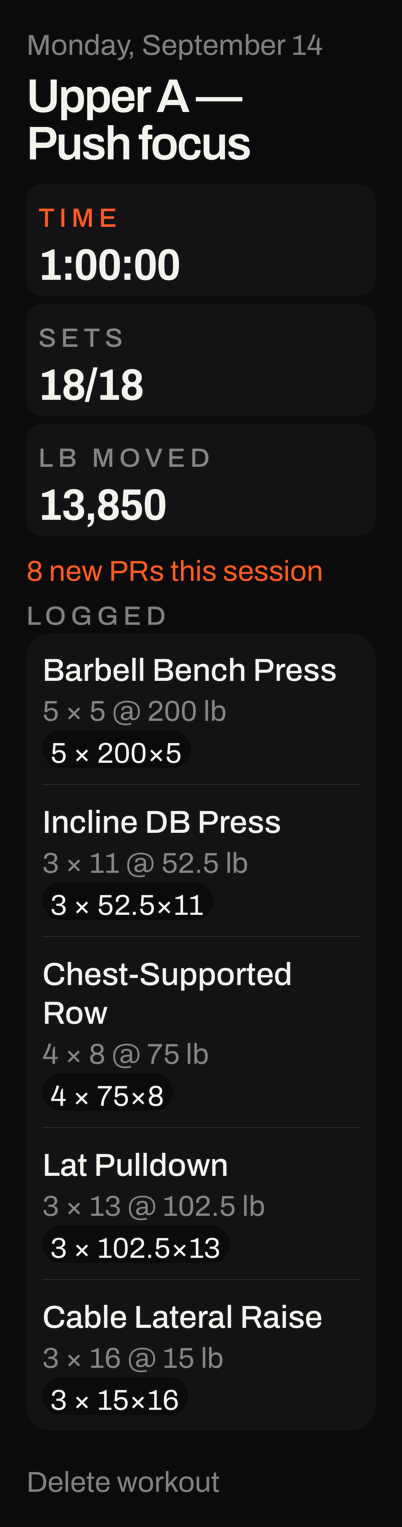 Monday, September 14
Upper A —
Push focus
TIME
1:00:00
SETS
18/18
LB MOVED
13,850
8 new PRs this session
LOGGED
Barbell Bench Press
5 × 5 @ 200 lb
5 × 200×5
Incline DB Press
3 × 11 @ 52.5 lb
3 × 52.5×11
Chest-Supported
Row
4 × 8 @ 75 lb
4 × 75×8
Lat Pulldown
3 × 13 @ 102.5 lb
3 × 102.5×13
Cable Lateral Raise
3 × 16 @ 15 lb
3 × 15×16
Delete workout